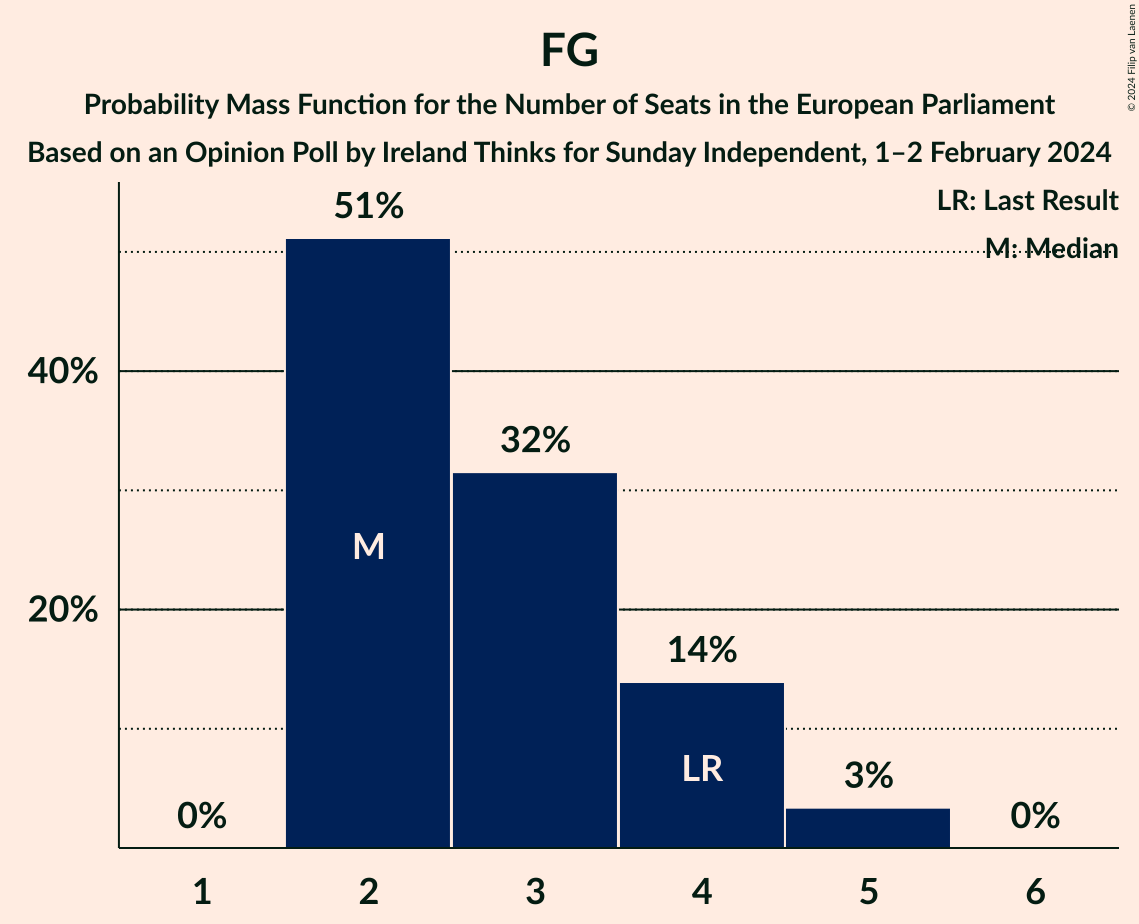 FG
Probability Mass Function for the Number of Seats in the European Parliament
Based on an Opinion Poll by Ireland Thinks for Sunday Independent, 1–2 February 2024
© 2024 Filip van Laenen
LR: Last Result
M: Median
51%
40%
32%
M
20%
14%
LR
3%
0%
0%
1 2 3 4 5 6